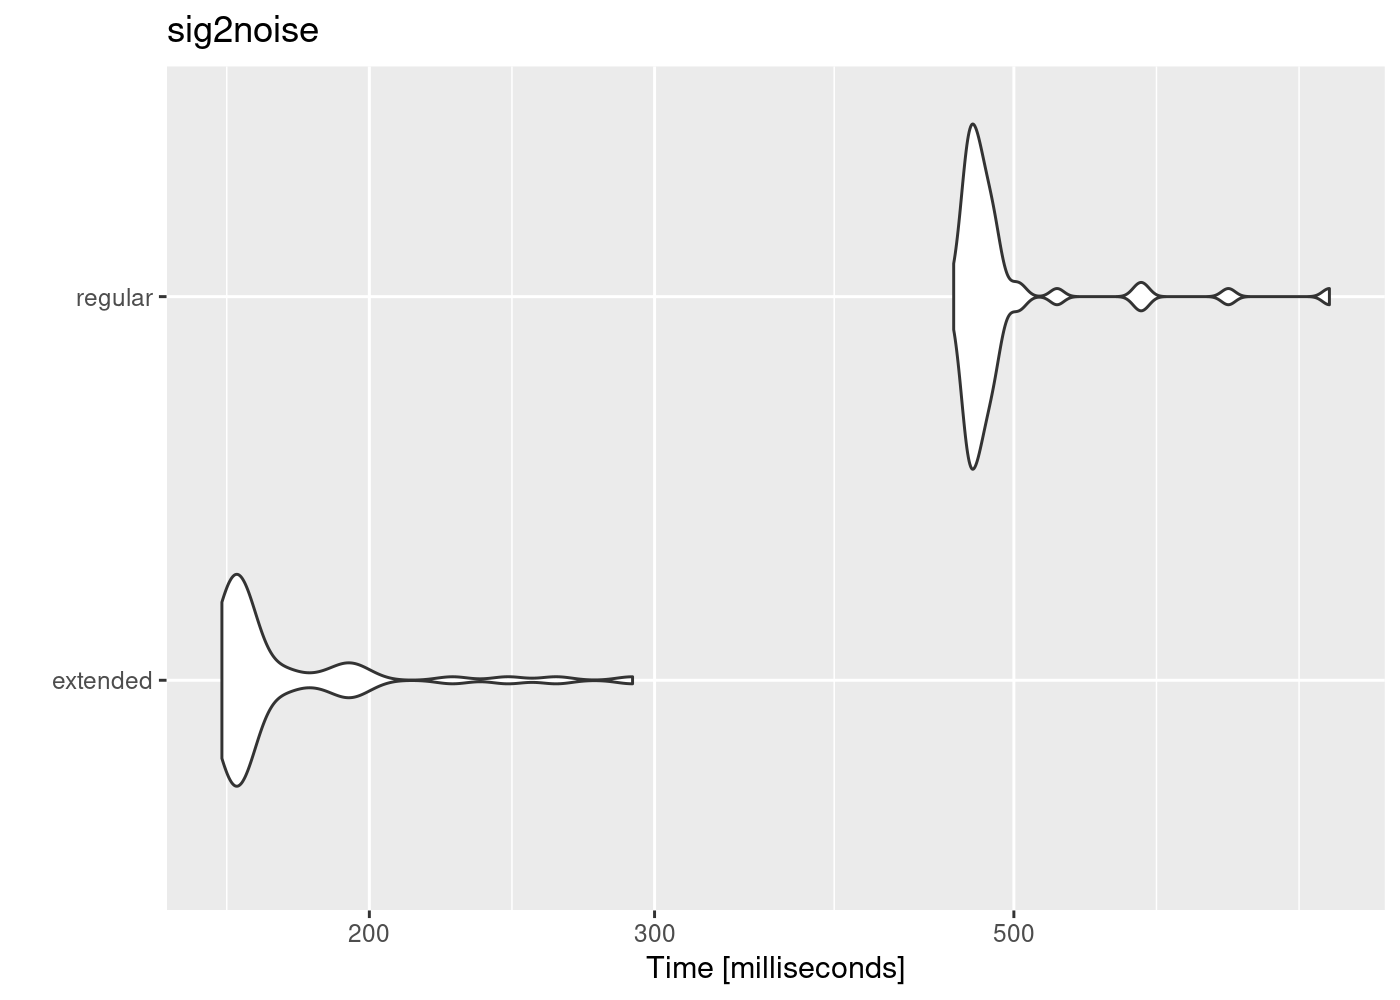 sig2noise
regular
extended
200
300
500
Time [milliseconds]